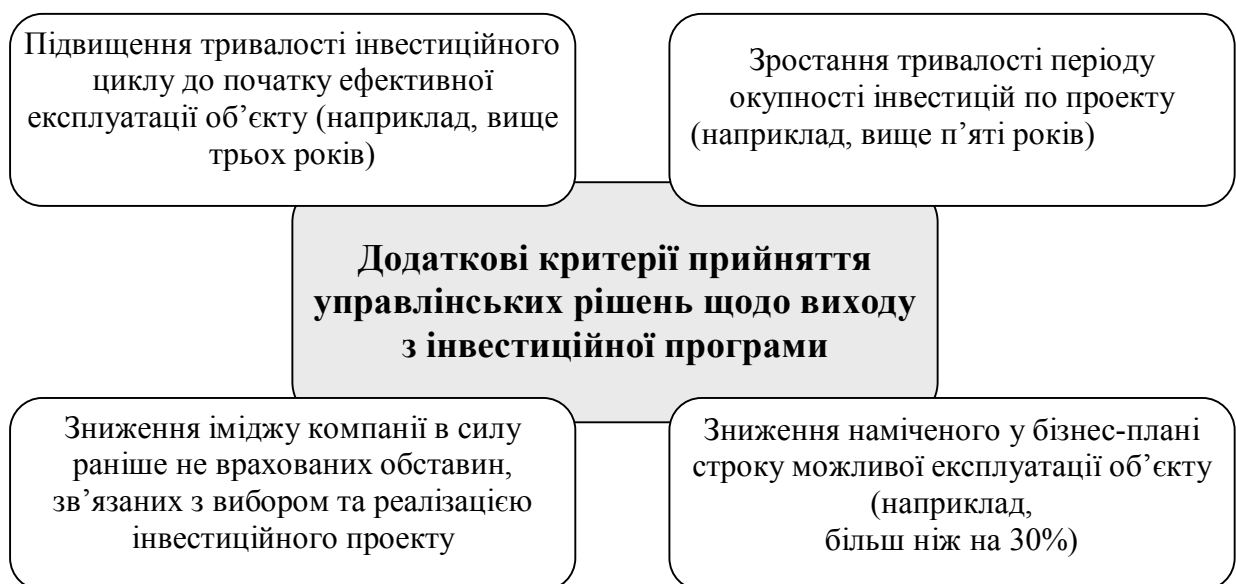 Підвищення тривалості інвестиційного
циклу до початку ефективної
експлуатації об’єкту (наприклад, вище
трьох років)
Зростання тривалості періоду
окупності інвестицій по проекту
(наприклад, вище п’яті років)
Додаткові критерії прийняття
управлінських рішень щодо виходу
з інвестиційної програми
Зниження іміджу компанії в силу
раніше не врахованих обставин,
зв’язаних з вибором та реалізацією
інвестиційного проекту
Зниження наміченого у бізнес-плані
строку можливої експлуатації об’єкту
(наприклад,
більш ніж на 30%)